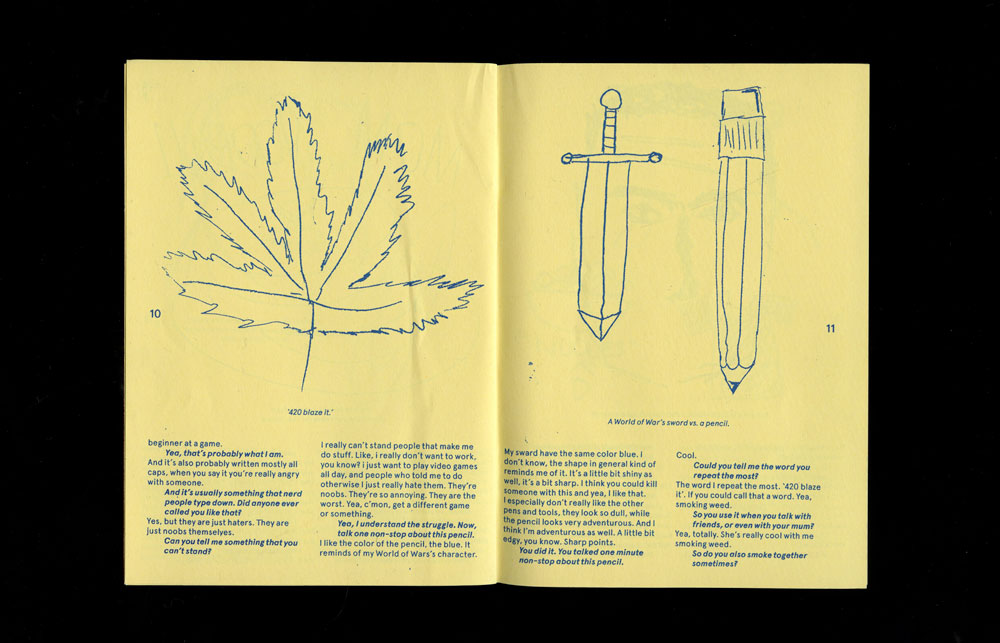 10
'420 blaze it.'
beginner at a game.
Yea, that's probably what I am.
And it's also probably written mostly all
caps, when you say it you're really angry
with someone.
And it's usually something that nerd
people type down. Did anyone ever
called you like that?
Yes, but they are just haters. They are
just noobs themselves.
Can you tell me something that you
can't stand?
I really can't stand people that make me
do stuff. Like, i really don't want to work,
you know? i just want to play video games
all day, and people who told me to do
otherwise I just really hate them. They're
noobs. They're so annoying. They are the
worst. Yea, c'mon, get a different game
or something.
Yea, I understand the struggle. Now,
talk one non-stop about this pencil.
I like the color of the pencil, the blue. It
reminds of my World of Wars's character.
11
A World of War's sword vs. a pencil.
My sward have the same color blue. I
don't know, the shape in general kind of
reminds me of it. It's a little bit shiny as
well, it's a bit sharp. I think you could kill
someone with this and yea, I like that.
I especially don't really like the other
pens and tools, they look so dull, while
the pencil looks very adventurous. And I
think I'm adventurous as well. A little bit
edgy, you know. Sharp points.
You did it. You talked one minute
non-stop about this pencil.
Cool.
Could you tell me the word you
repeat the most?
The word I repeat the most. '420 blaze
it'. If you could call that a word. Yea,
smoking weed.
So you use it when you talk with
friends, or even with your mum?
Yea, totally. She's really cool with me
smoking weed.
So do you also smoke together
sometimes?